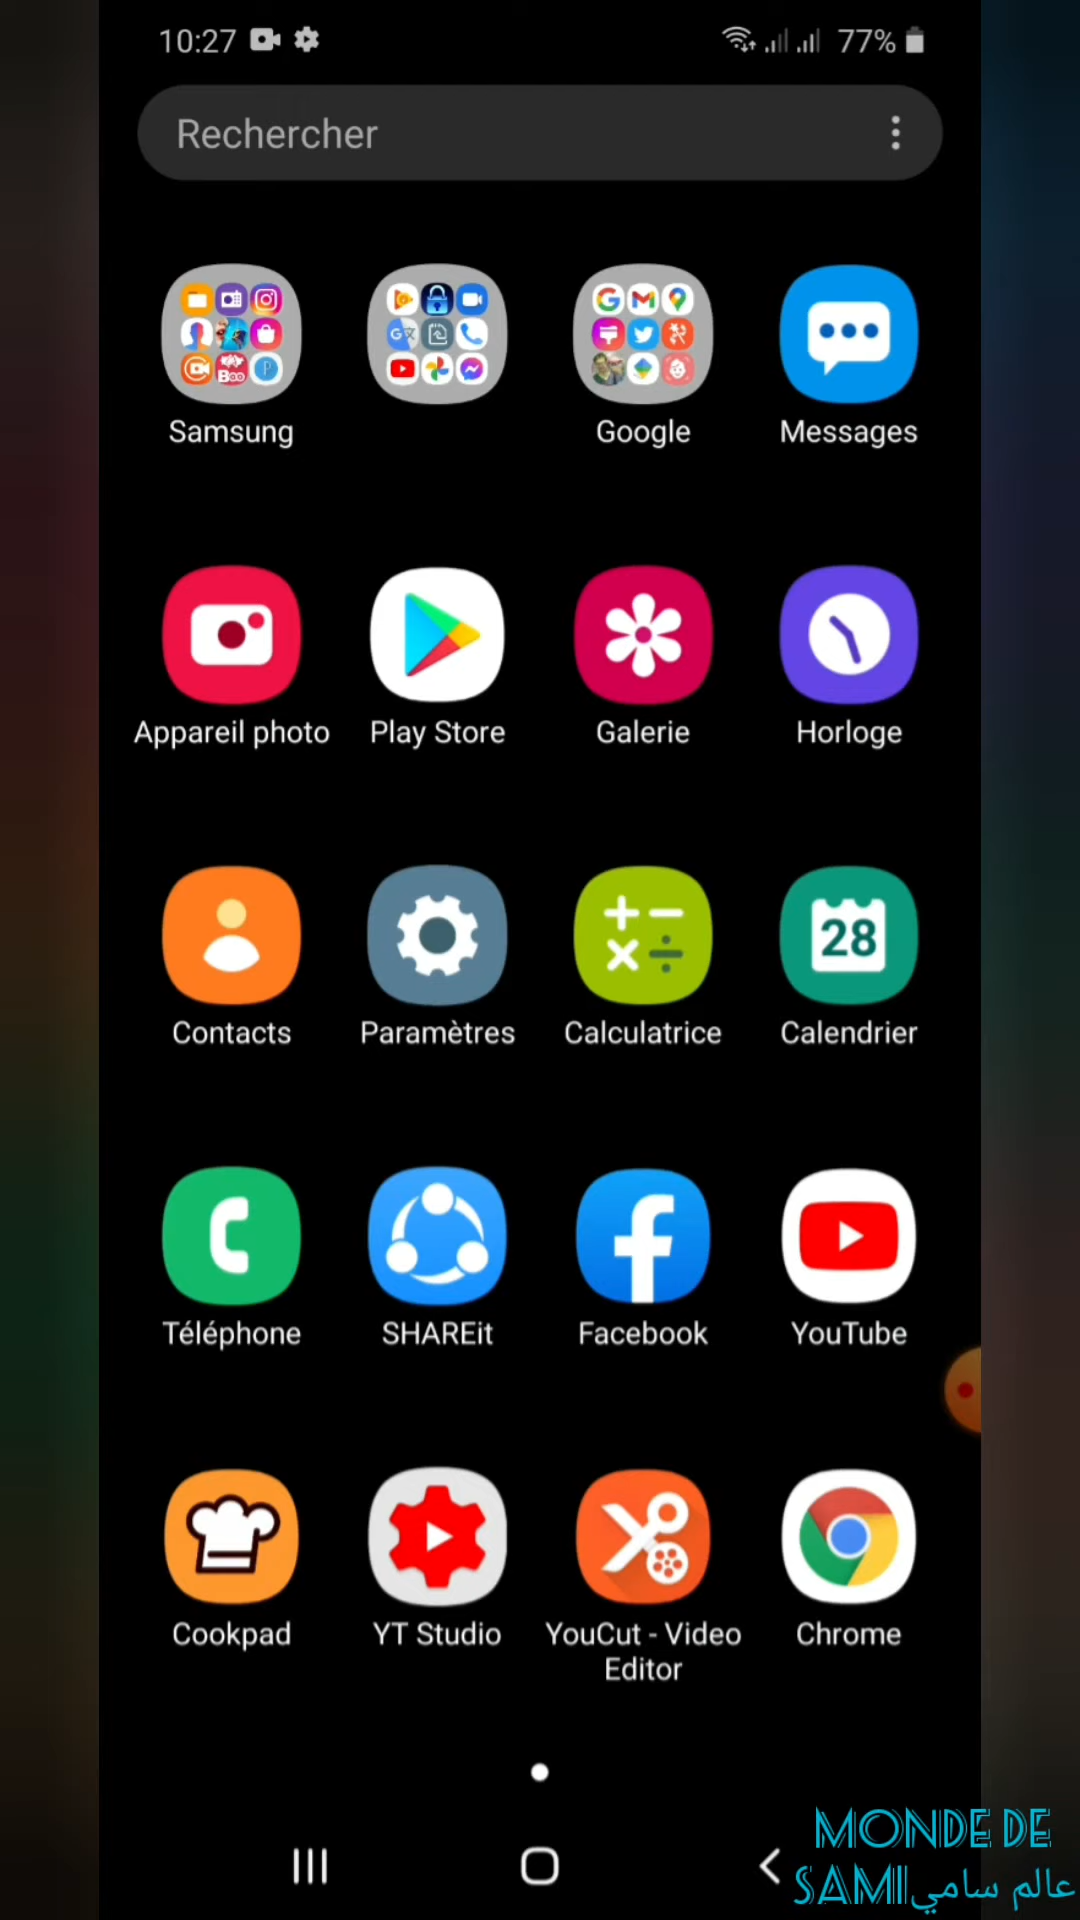 10:27
77%
Rechercher
Samsung
Google
Messages
Appareil photo
Play Store
Galerie
Horloge
28
Contacts
Paramètres
Calculatrice
Calendrier
Téléphone
SHAREit
Facebook
YouTube
Cookpad
YT Studio
YouCut - Video
Editor
Chrome
MONDE DE
SAMI عالم سامي